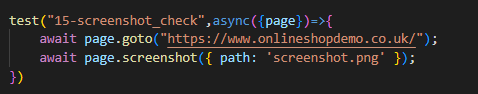 test("15-screenshot_check",async({page})=>{
    await page.goto("https://www.onlineshopdemo.co.uk/");
    await page.screenshot({ path: 'screenshot.png' });
})